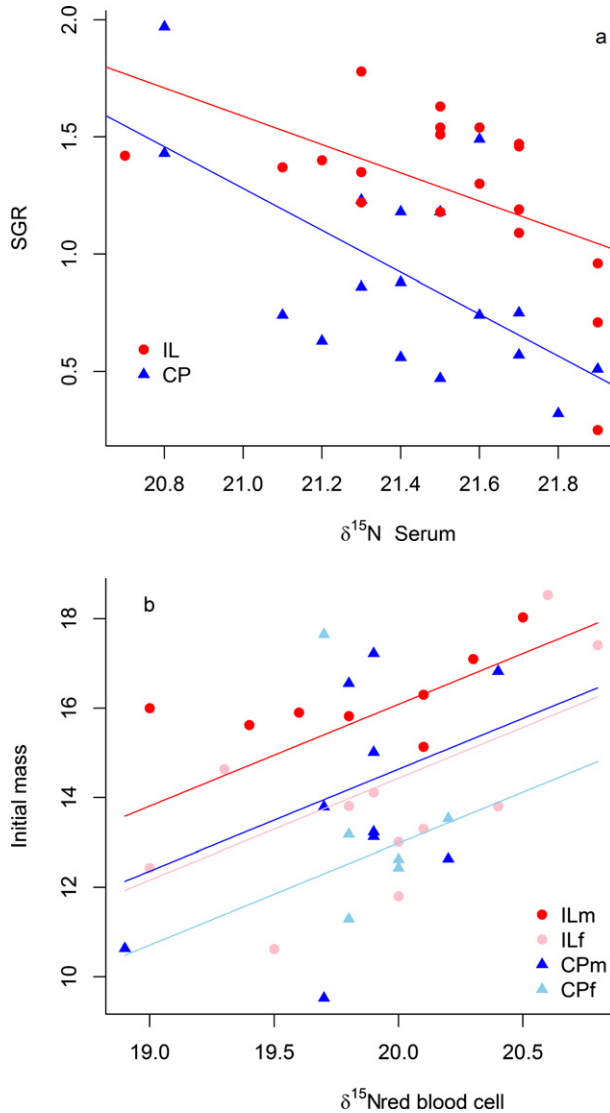 a
2.0
1.5
1.0
0.5
SGR
IL
CP
20.8 21.0 21.2 21.4 21.6 21.8
δ¹⁵N Serum
b
18
16
14
12
10
Initial mass
ILm
ILf
CPm
CPf
19.0 19.5 20.0 20.5
δ¹⁵Nred blood cell